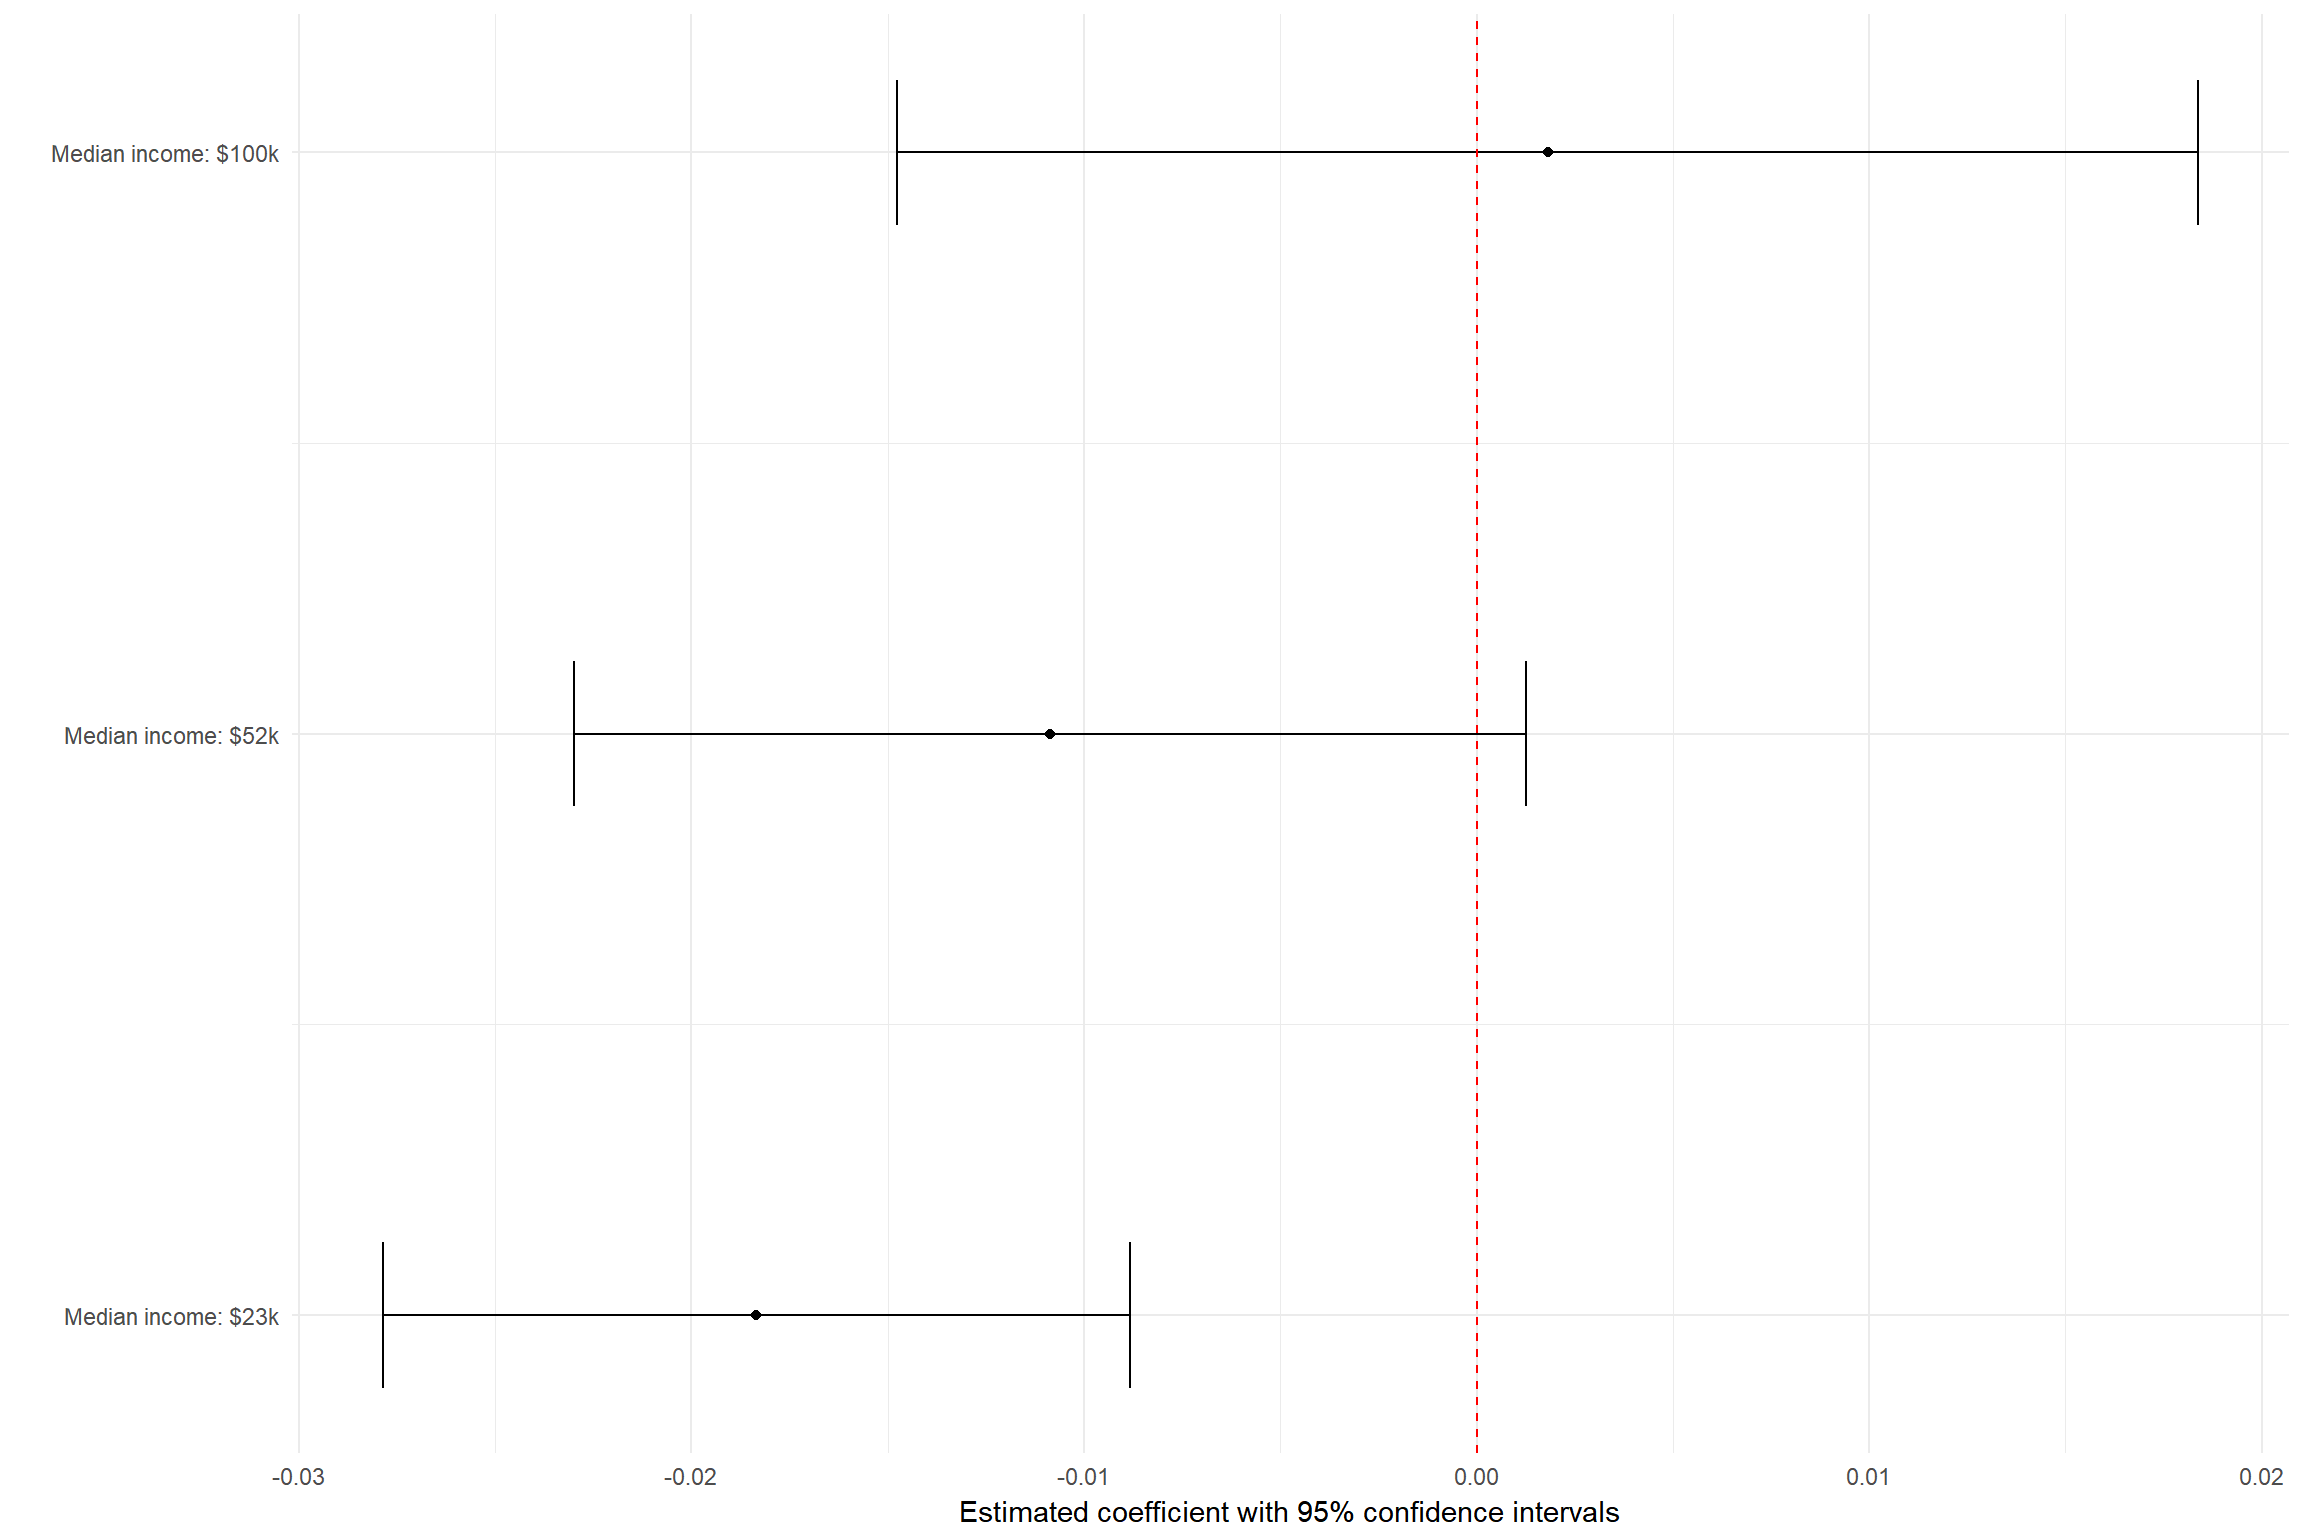 Median income: $100k
Median income: $52k
Median income: $23k
-0.03 -0.02 -0.01 0.00 0.01 0.02
Estimated coefficient with 95% confidence intervals